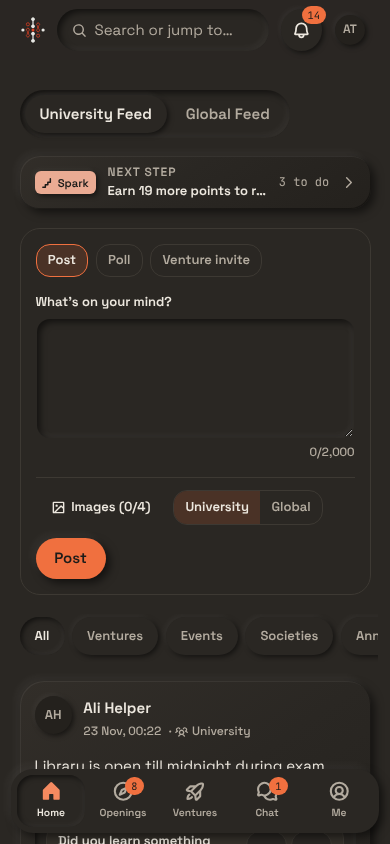 Search or jump to...
14
AT
University Feed
Global Feed
Spark
NEXT STEP
Earn 19 more points to r...
3 to do
Post
Poll
Venture invite
What's on your mind?
0/2,000
Images (0/4)
University
Global
Post
All
Ventures
Events
Societies
Ann
AH
Ali Helper
23 Nov, 00:22 · University
Library is open till midnight during exam
Home
8
Openings
Ventures
1
Chat
Me
Did you learn something